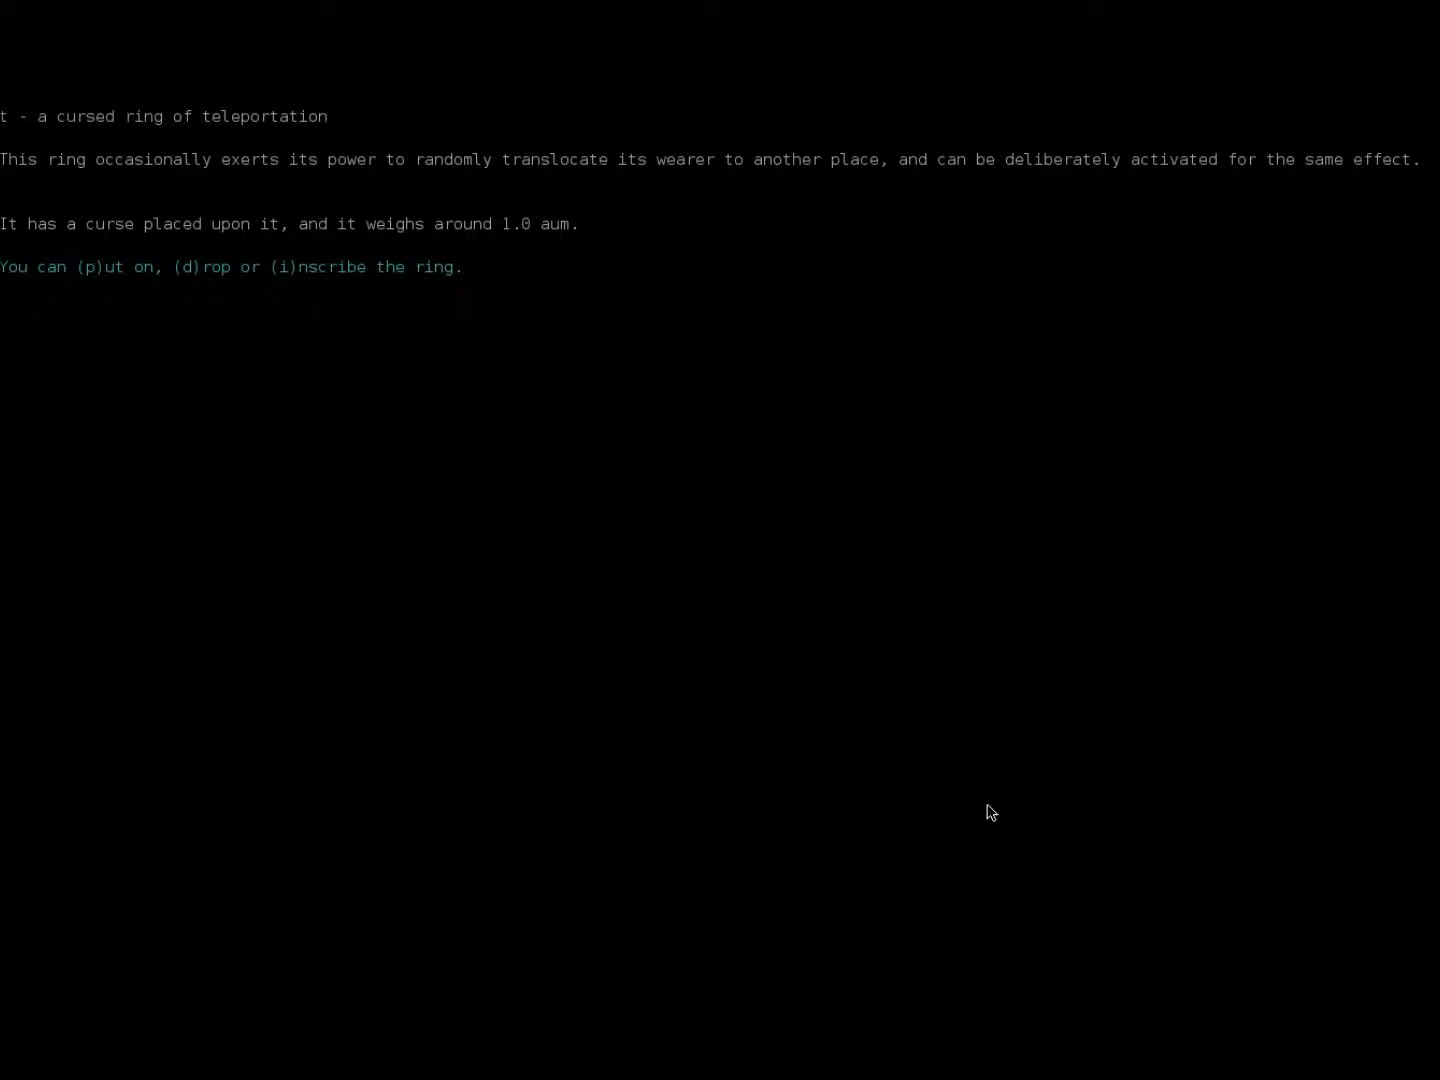 t - a cursed ring of teleportation
This ring occasionally exerts its power to randomly translocate its wearer to another place, and can be deliberately activated for the same effect.
It has a curse placed upon it, and it weighs around 1.0 aum.
You can (p)ut on, (d)rop or (i)nscribe the ring.